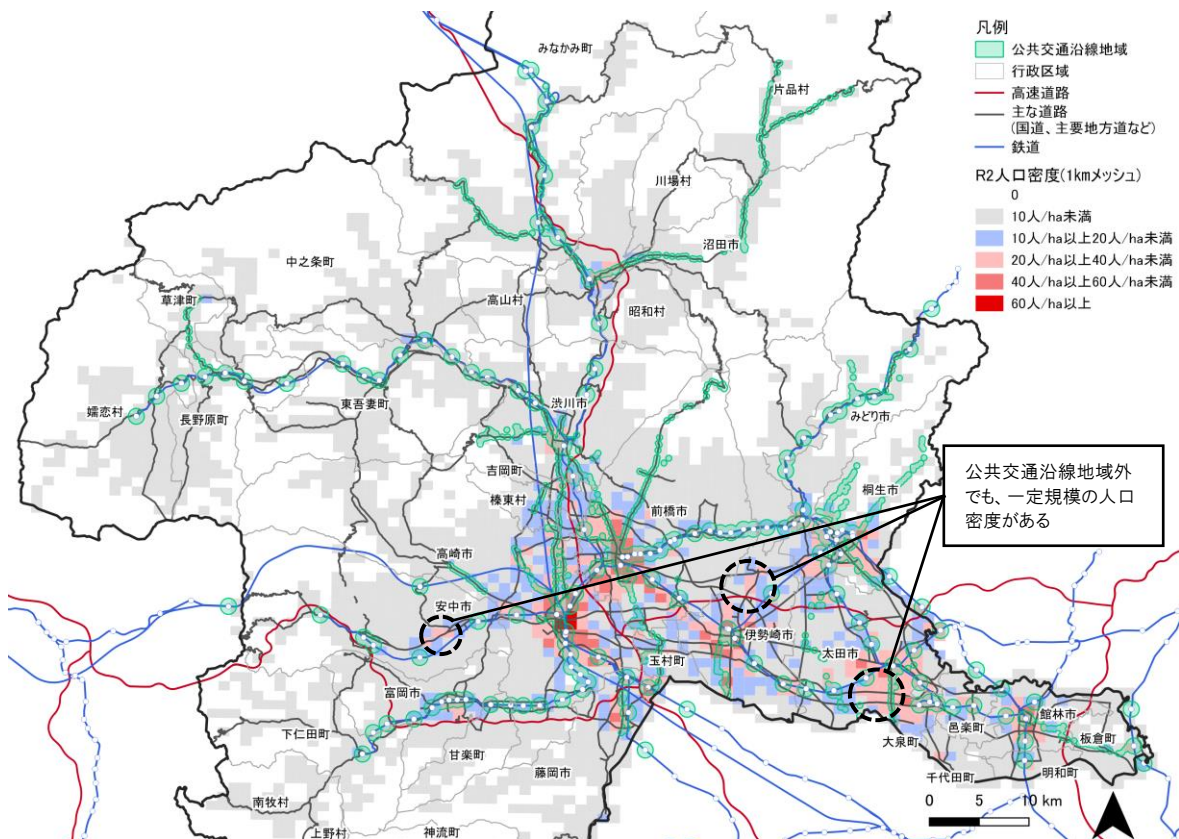 凡例
公共交通沿線地域
行政区域
高速道路
主な道路
(国道、主要地方道など)
鉄道
R2人口密度(1kmメッシュ)
0
10人/ha未満
10人/ha以上20人/ha未満
20人/ha以上40人/ha未満
40人/ha以上60人/ha未満
60人/ha以上
みなかみ町
片品村
川場村
沼田市
中之条町
高山村
昭和村
草津町
嬬恋村
長野原町
東吾妻町
渋川市
みどり市
吉岡町
榛東村
前橋市
桐生市
公共交通沿線地域外
でも、一定規模の人口
密度がある
高崎市
安中市
伊勢崎市
太田市
玉村町
富岡市
下仁田町
甘楽町
藤岡市
南牧村
上野村
神流町
大泉町
邑楽町
館林市
板倉町
千代田町
明和町
0 5 10 km